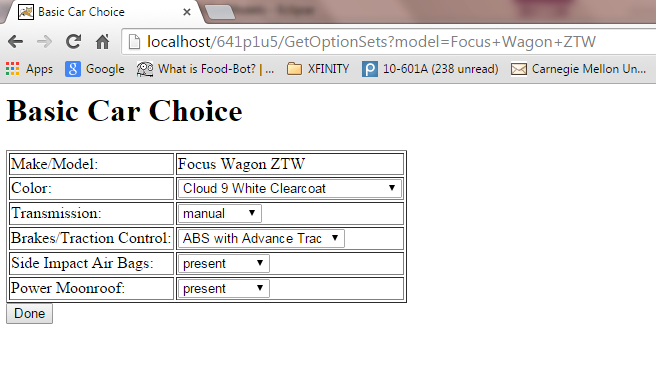 Basic Car Choice
localhost/641p1u5/GetOptionSets?model=Focus+Wagon+ZTW
Apps Google What is Food-Bot? | ... XFINITY 10-601A (238 unread) Carnegie Mellon Un...
Basic Car Choice
Make/Model: Focus Wagon ZTW
Color: Cloud 9 White Clearcoat
Transmission: manual
Brakes/Traction Control: ABS with Advance Trac
Side Impact Air Bags: present
Power Moonroof: present
Done